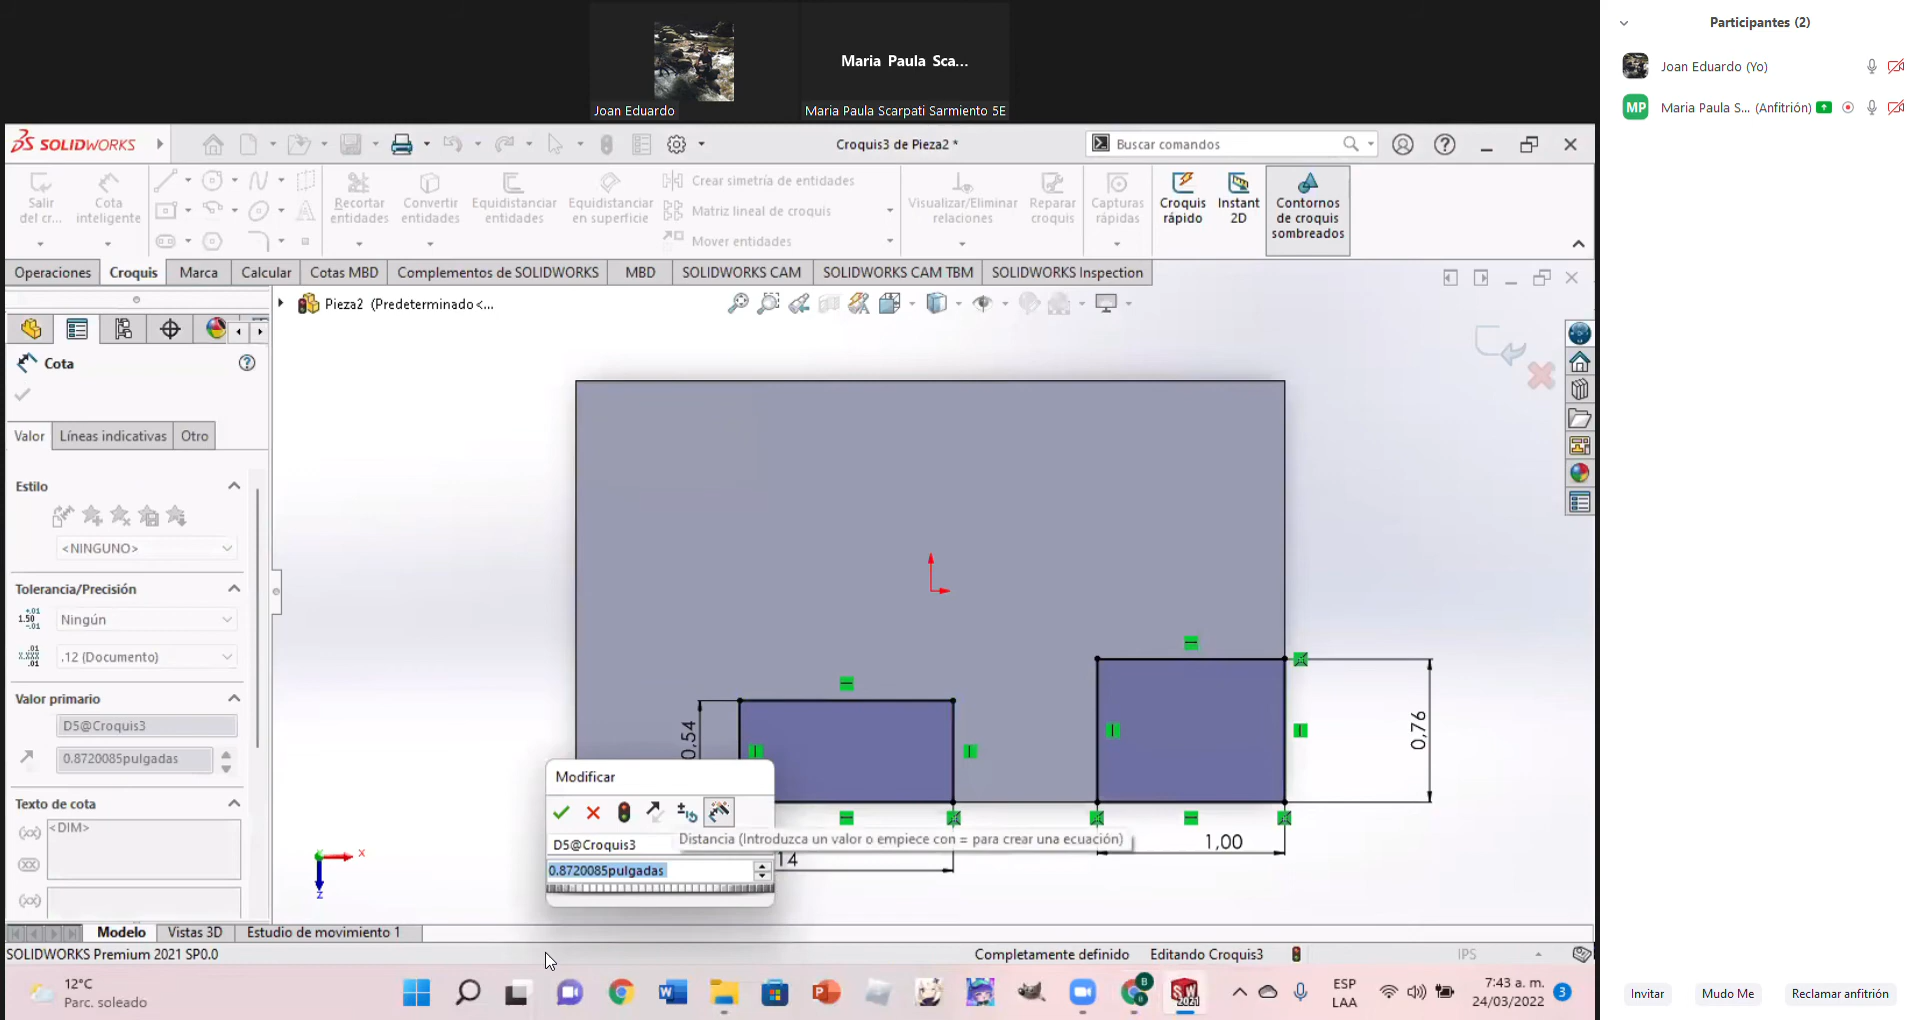 Maria Paula Sca...
Joan Eduardo
Maria Paula Scarpati Sarmiento 5E
Participantes (2)
Joan Eduardo (Yo)
MP
Maria Paula S... (Anfitrión)
SOLIDWORKS
Croquis3 de Pieza2 *
Buscar comandos
Salir
del cr...
Cota
inteligente
Recortar
entidades
Convertir
entidades
Equidistanciar
entidades
Equidistanciar
en superficie
Crear simetría de entidades
Matriz lineal de croquis
Mover entidades
Visualizar/Eliminar
relaciones
Reparar
croquis
Capturas
rápidas
Croquis
rápido
Instant
2D
Contornos
de croquis
sombreados
Operaciones
Croquis
Marca
Calcular
Cotas MBD
Complementos de SOLIDWORKS
MBD
SOLIDWORKS CAM
SOLIDWORKS CAM TBM
SOLIDWORKS Inspection
Pieza2 (Predeterminado<...
Cota
Valor
Líneas indicativas
Otro
Estilo
<NINGUNO>
Tolerancia/Precisión
Ningún
.12 (Documento)
Valor primario
D5@Croquis3
0.8720085pulgadas
Texto de cota
<DIM>
0,54
0,76
1,00
14
Modificar
D5@Croquis3
Distancia (Introduzca un valor o empiece con = para crear una ecuación)
0.8720085pulgadas
X
Z
Modelo
Vistas 3D
Estudio de movimiento 1
SOLIDWORKS Premium 2021 SP0.0
Completamente definido
Editando Croquis3
IPS
12°C
Parc. soleado
ESP
LAA
7:43 a. m.
24/03/2022
3
Invitar
Mudo Me
Reclamar anfitrión